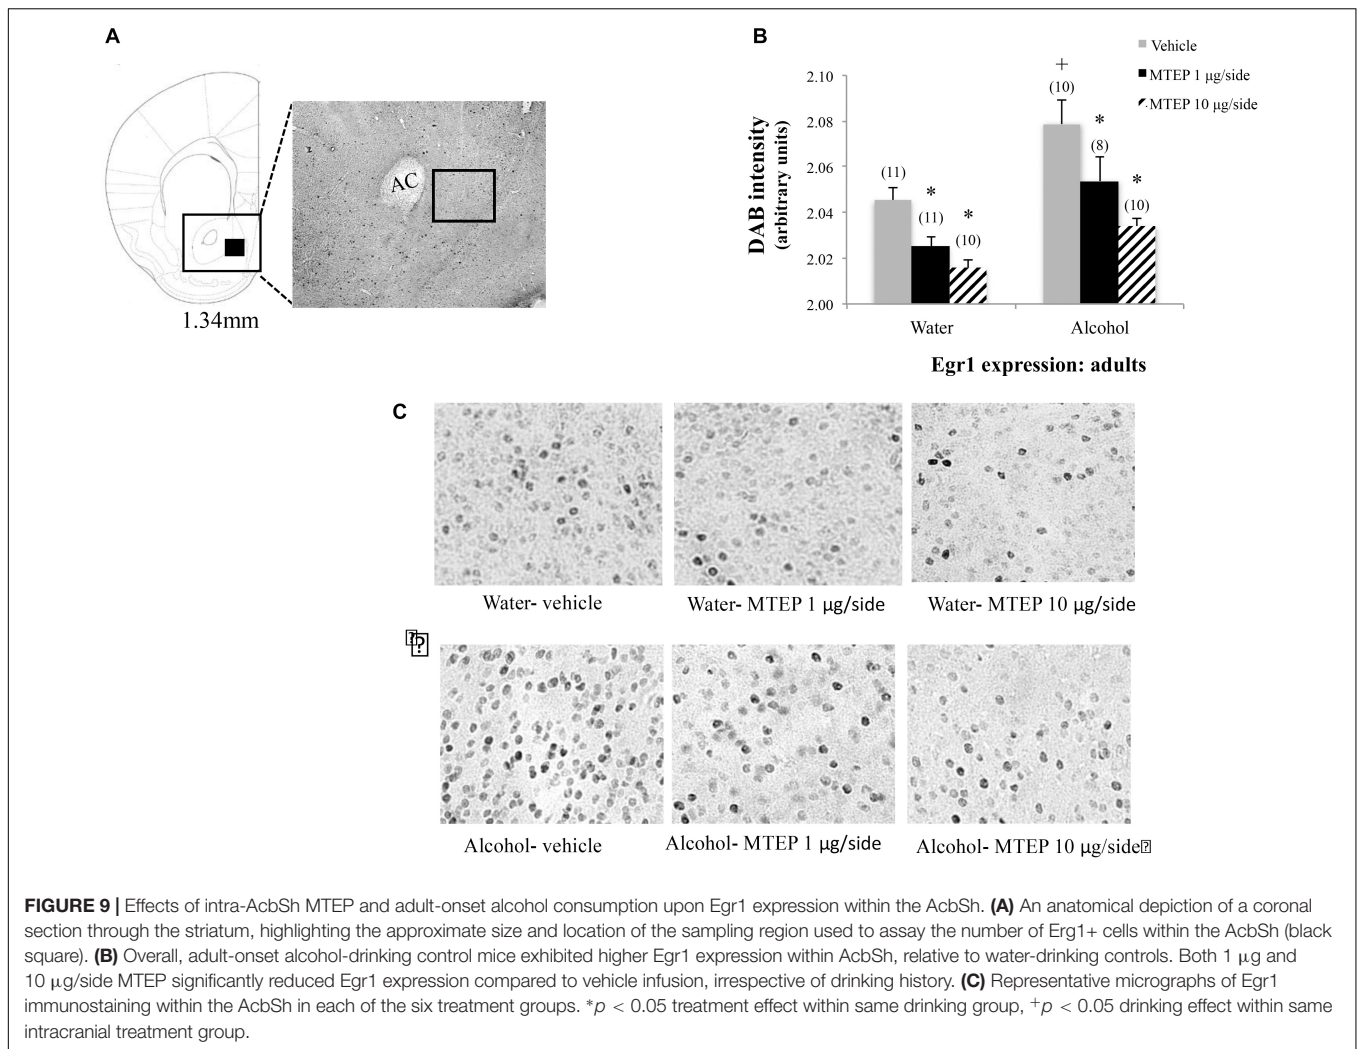 A
AC
1.34mm
B
Vehicle
MTEP 1 µg/side
MTEP 10 µg/side
DAB intensity
(arbitrary units)
2.10
2.08
2.06
2.04
2.02
2.00
(11)
*
(11)
*
(10)
+
(10)
*
(8)
*
(10)
Water
Alcohol
Egr1 expression: adults
C
Water- vehicle
Water- MTEP 1 µg/side
Water- MTEP 10 µg/side
Alcohol- vehicle
Alcohol- MTEP 1 µg/side
Alcohol- MTEP 10 µg/side
FIGURE 9 | Effects of intra-AcbSh MTEP and adult-onset alcohol consumption upon Egr1 expression within the AcbSh. (A) An anatomical depiction of a coronal
section through the striatum, highlighting the approximate size and location of the sampling region used to assay the number of Erg1+ cells within the AcbSh (black
square). (B) Overall, adult-onset alcohol-drinking control mice exhibited higher Egr1 expression within AcbSh, relative to water-drinking controls. Both 1 µg and
10 µg/side MTEP significantly reduced Egr1 expression compared to vehicle infusion, irrespective of drinking history. (C) Representative micrographs of Egr1
immunostaining within the AcbSh in each of the six treatment groups. *p < 0.05 treatment effect within same drinking group, +p < 0.05 drinking effect within same
intracranial treatment group.